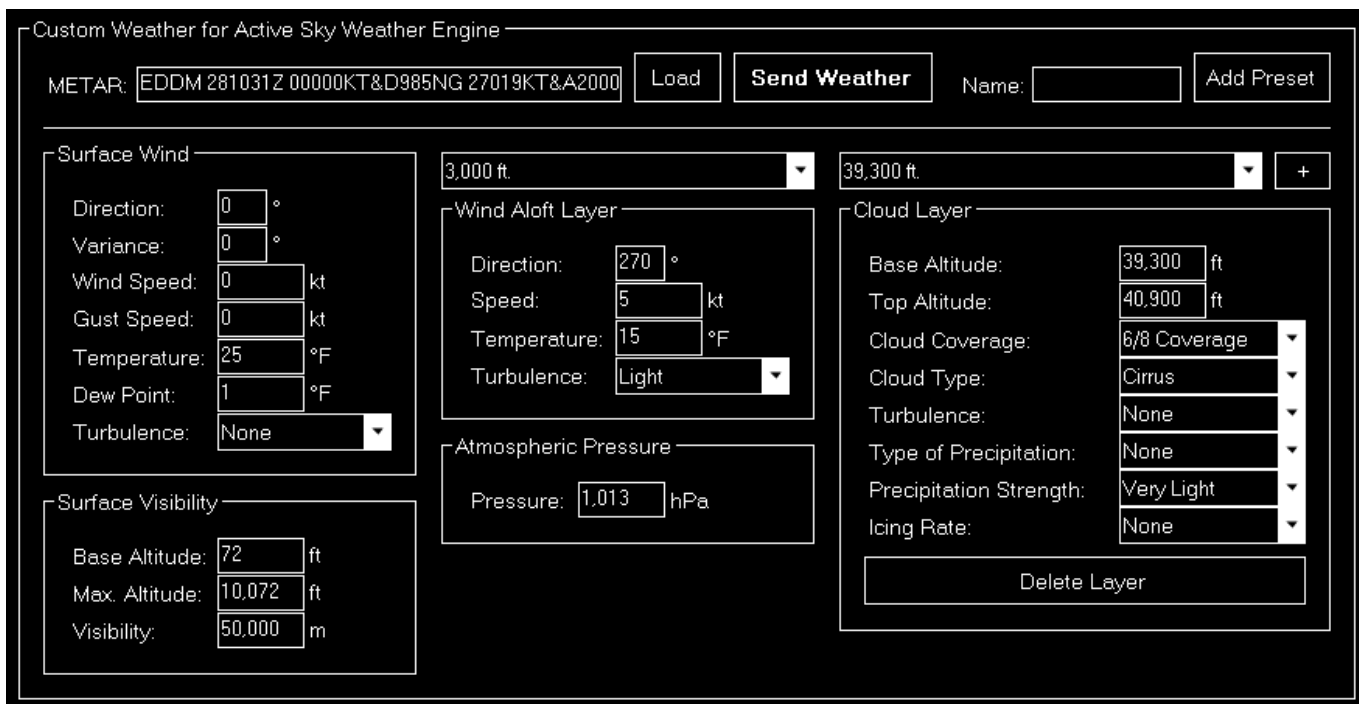 Custom Weather for Active Sky Weather Engine
METAR: EDDM 281031Z 00000KT&D985NG 27019KT&A2000 Load Send Weather Name: Add Preset
Surface Wind
Direction: 0 °
Variance: 0 °
Wind Speed: 0 kt
Gust Speed: 0 kt
Temperature: 25 °F
Dew Point: 1 °F
Turbulence: None
Surface Visibility
Base Altitude: 72 ft
Max. Altitude: 10,072 ft
Visibility: 50,000 m
3,000 ft.
Wind Aloft Layer
Direction: 270 °
Speed: 5 kt
Temperature: 15 °F
Turbulence: Light
Atmospheric Pressure
Pressure: 1,013 hPa
39,300 ft. +
Cloud Layer
Base Altitude: 39,300 ft
Top Altitude: 40,900 ft
Cloud Coverage: 6/8 Coverage
Cloud Type: Cirrus
Turbulence: None
Type of Precipitation: None
Precipitation Strength: Very Light
Icing Rate: None
Delete Layer